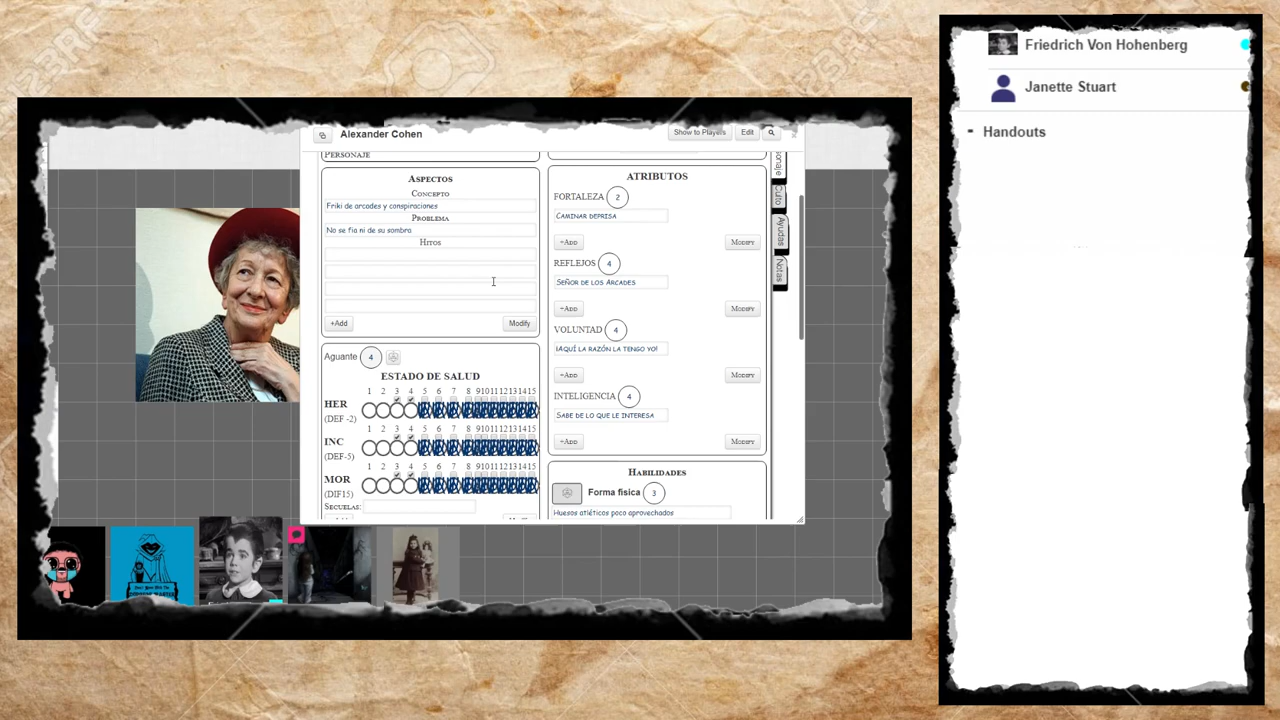 Friedrich Von Hohenberg
Janette Stuart
Handouts
Alexander Cohen
Show to Players
Edit
Personaje
Aspectos
Concepto
Friki de arcades y conspiraciones
Problema
No se fia ni de su sombra
Hitos
+Add
Modify
Aguante 4
ESTADO DE SALUD
1 2 3 4 5 6 7 8 9 10 11 12 13 14 15
HER
(DEF -2)
1 2 3 4 5 6 7 8 9 10 11 12 13 14 15
INC
(DEF-5)
1 2 3 4 5 6 7 8 9 10 11 12 13 14 15
MOR
(DIF15)
Secuelas:
ATRIBUTOS
FORTALEZA 2
CAMINAR DEPRISA
+Add
Modify
REFLEJOS 4
SEÑOR DE LOS ARCADES
+Add
Modify
VOLUNTAD 4
¡AQUÍ LA RAZÓN LA TENGO YO!
+Add
Modify
INTELIGENCIA 4
SABE DE LO QUE LE INTERESA
+Add
Modify
Habilidades
Forma física 3
Huesos atléticos poco aprovechados
sonaje
Culto
Ayudas
Notas
123RF